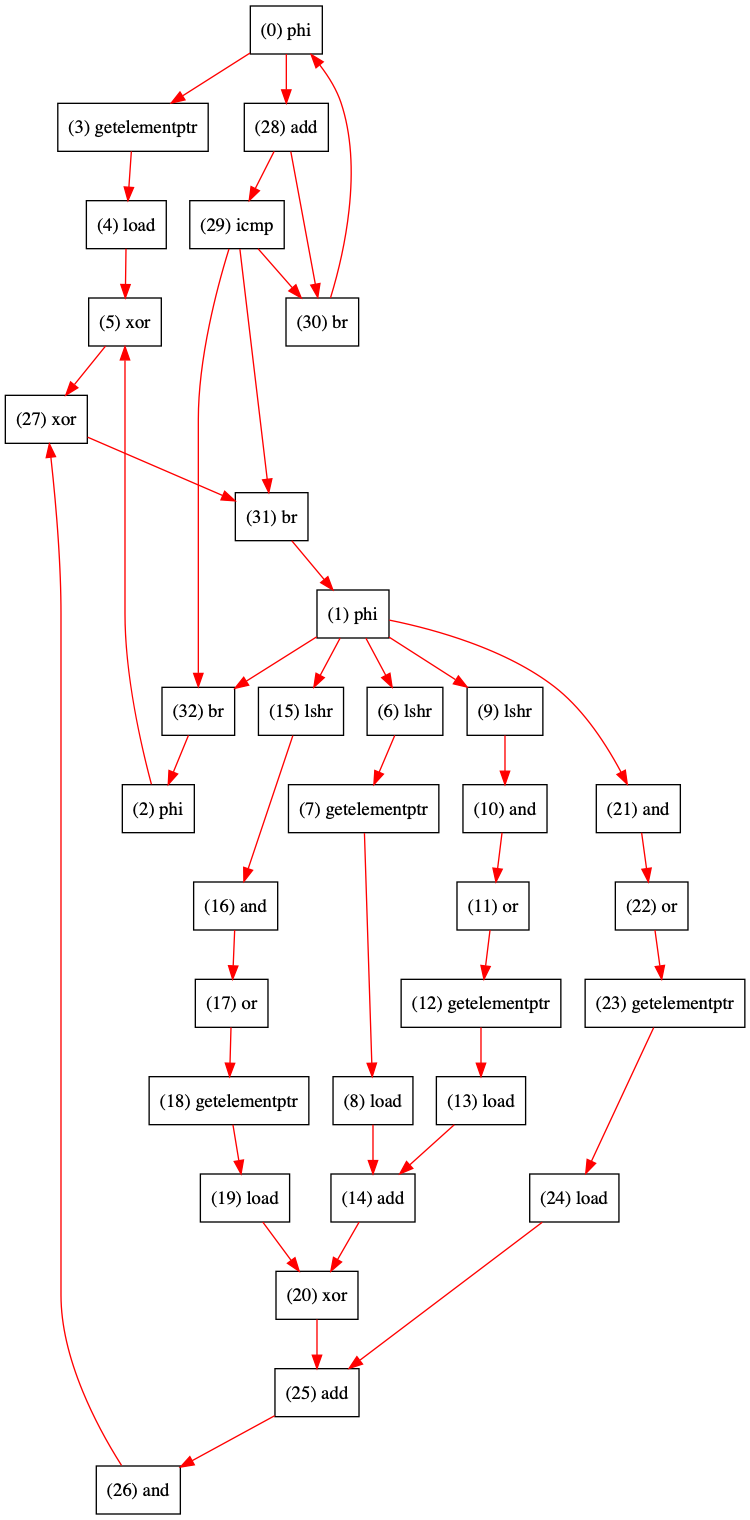 (0) phi
(3) getelementptr
(28) add
(4) load
(29) icmp
(5) xor
(30) br
(27) xor
(31) br
(1) phi
(32) br
(15) lshr
(6) lshr
(9) lshr
(2) phi
(7) getelementptr
(10) and
(21) and
(16) and
(11) or
(22) or
(17) or
(12) getelementptr
(23) getelementptr
(18) getelementptr
(8) load
(13) load
(19) load
(14) add
(24) load
(20) xor
(25) add
(26) and